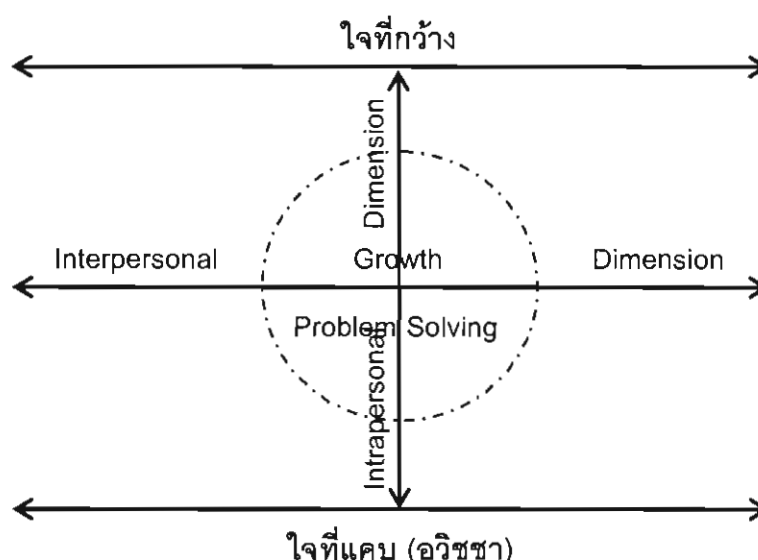 ใจที่กว้าง
Dimension
Interpersonal Growth Dimension
Problem Solving
Intrapersonal
ใจที่แคบ (อวิชชา)